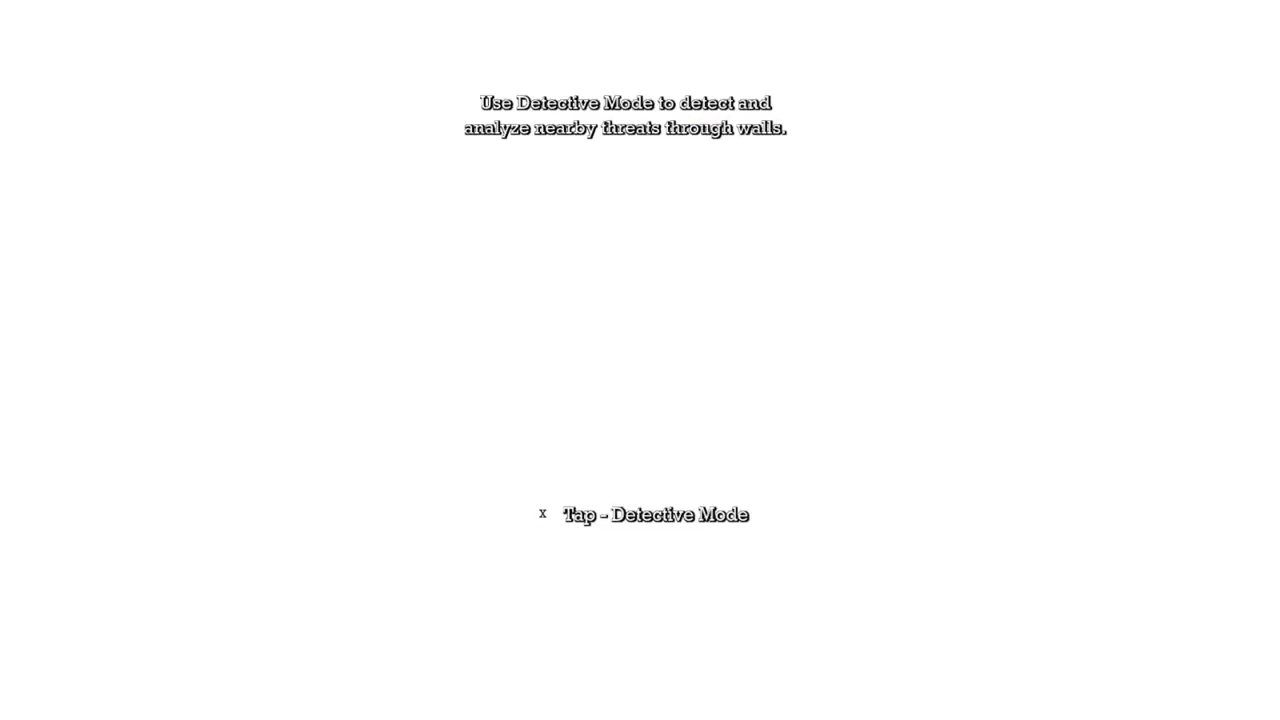 Use Detective Mode to detect and
analyze nearby threats through walls.
X Tap - Detective Mode